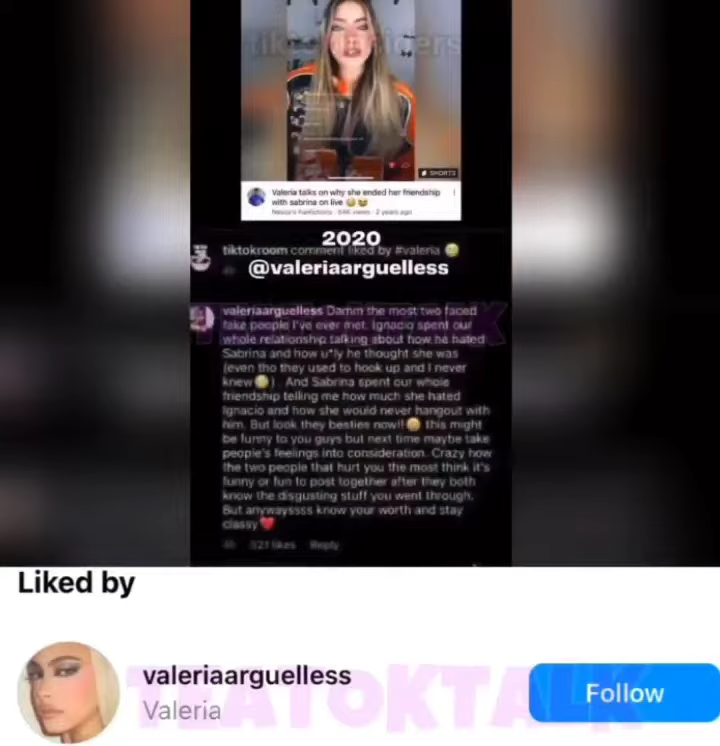 SHORTS
Valeria talks on why she ended her friendship
with sabrina on live 😂😂
2 years ago
2020
tiktokroom comment liked by #valeria
@valeriaarguelless
valeriaarguelless Damm the most two faced
fake people I've ever met. Ignacio spent our
whole relationship talking about how he hated
Sabrina and how u*ly he thought she was
(even tho they used to hook up and I never
knew😂) And Sabrina spent our whole
friendship telling me how much she hated
Ignacio and how she would never hangout with
him. But look they besties now!!😂 this might
be funny to you guys but next time maybe take
people's feelings into consideration. Crazy how
the two people that hurt you the most think it's
funny or fun to post together after they both
know the disgusting stuff you went through.
But anywayssss know your worth and stay
classy❤️
521 likes Reply
Liked by
valeriaarguelless
Valeria
Follow
TEATOKTALK